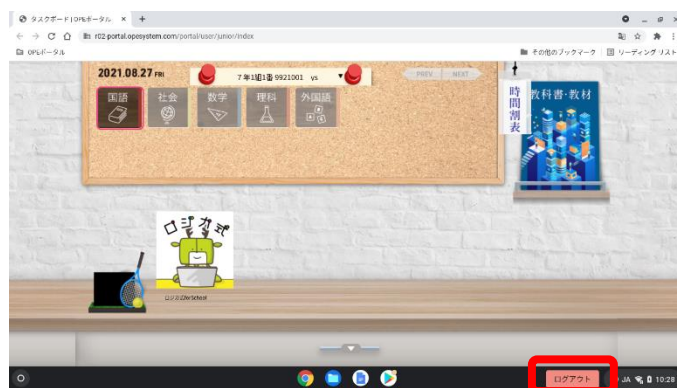 タスクボード | OPEポータル
r02-portal.opesystem.com/portal/user/junior/index
OPEポータル
その他のブックマーク
リーディング リスト
2021.08.27 FRI
7年1組1番 9921001 vs
PREV NEXT
国語
社会
数学
理科
外国語
時間割表
教科書・教材
ロジカ式
ログアウト
JA
10:28